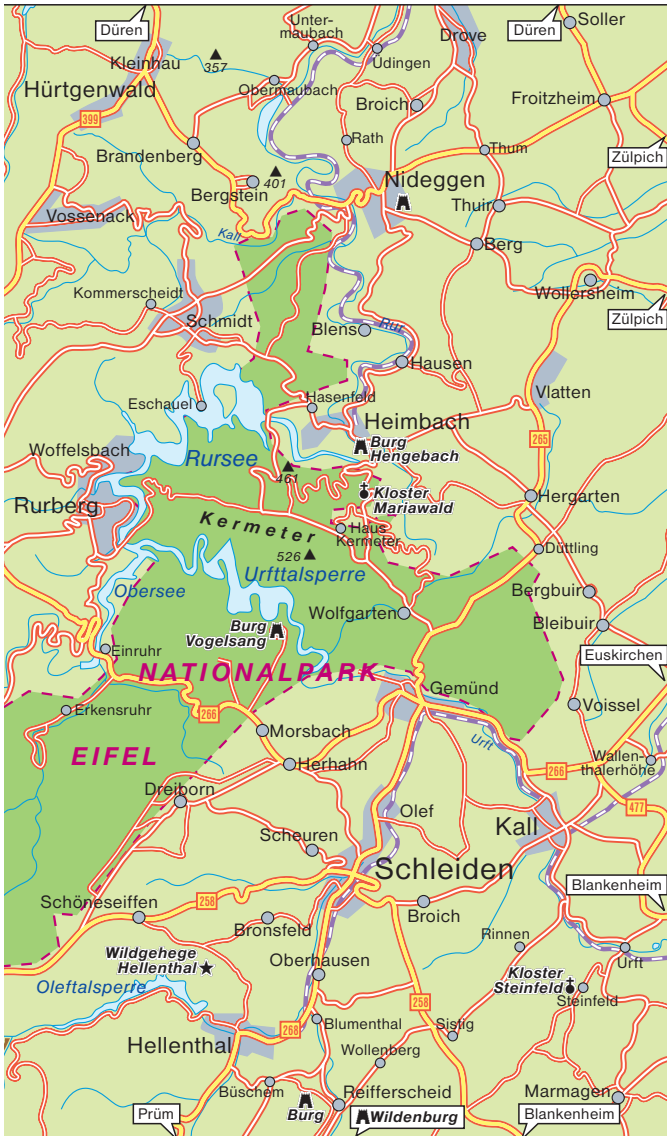 Düren
Kleinhau
357
Unter-
maubach
Üdingen
Drove
Düren
Soller
Hürtgenwald
Obermaubach
Broich
Froitzheim
399
Brandenberg
Rath
Thum
Zülpich
Bergstein
401
Nideggen
Vossenack
Kall
Thuir
Berg
Kommerscheidt
Wollersheim
Schmidt
Blens
Rur
Zülpich
Hausen
Eschauel
Hasenfeld
Vlatten
Heimbach
Woffelsbach
Rursee
Burg
Hengebach
265
461
Rurberg
Kloster
Mariawald
Hergarten
Kermeter
Haus
Kermeter
526
Düttling
Obersee
Urfttalsperre
Bergbuir
Burg
Vogelsang
Wolfgarten
Bleibuir
Einruhr
Euskirchen
NATIONALPARK
Gemünd
Erkensruhr
266
Voissel
EIFEL
Morsbach
Urft
Herhahn
266
Wallen-
thalerhöhe
Dreiborn
Olef
Kall
477
Scheuren
Schleiden
Schöneseiffen
258
Broich
Blankenheim
Bronsfeld
Rinnen
Wildgehege
Hellenthal
Oberhausen
Urft
Oleftalsperre
Kloster
Steinfeld
Steinfeld
258
Hellenthal
268
Blumenthal
Sistig
Wollenberg
Büschem
Reifferscheid
Marmagen
Prüm
Burg
Wildenburg
Blankenheim